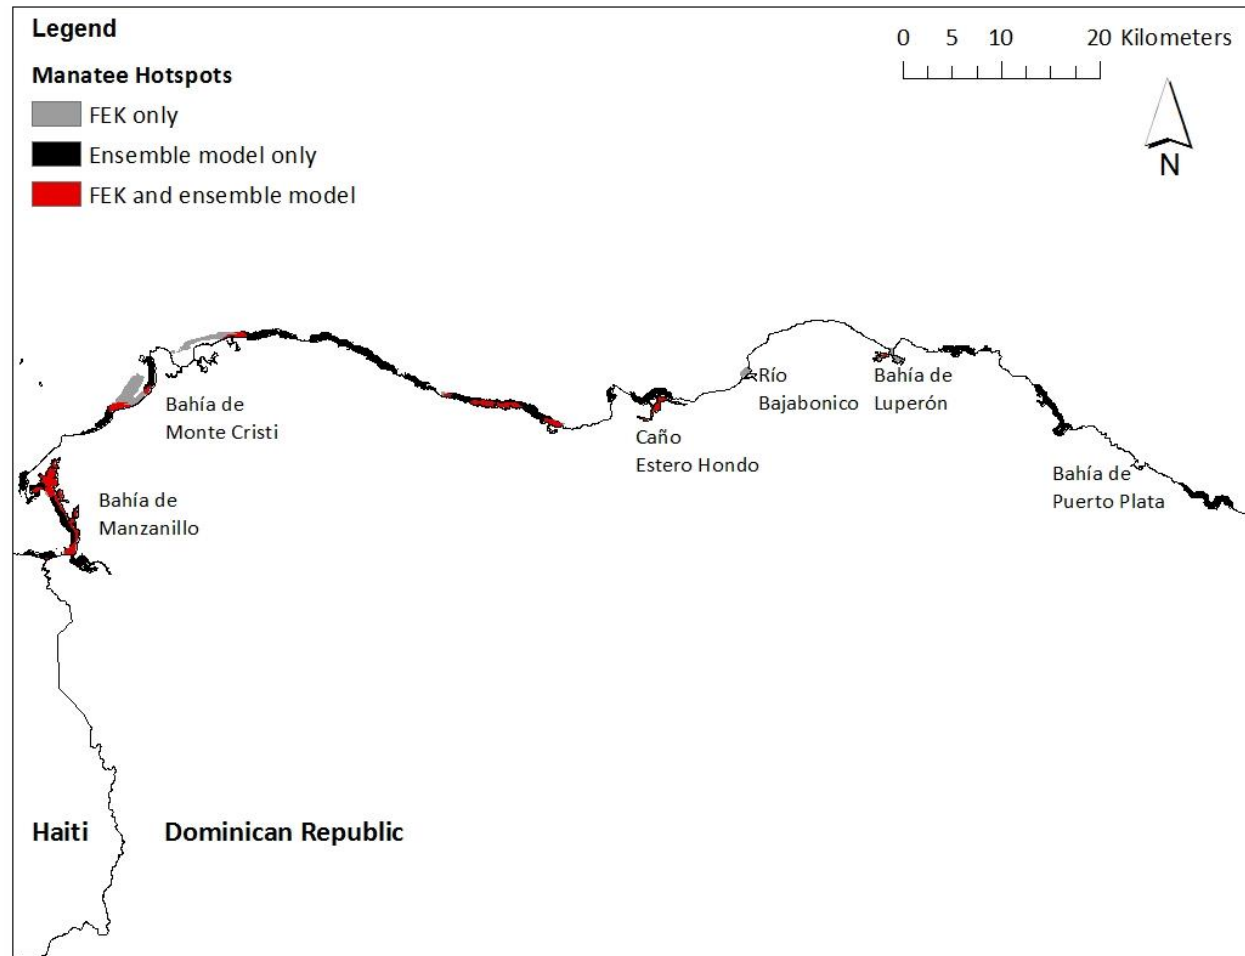 Legend
Manatee Hotspots
FEK only
Ensemble model only
FEK and ensemble model
0 5 10 20 Kilometers
N
Bahía de
Monte Cristi
Bahía de
Manzanillo
Caño
Estero Hondo
Río
Bajabonico
Bahía de
Luperón
Bahía de
Puerto Plata
Haiti
Dominican Republic